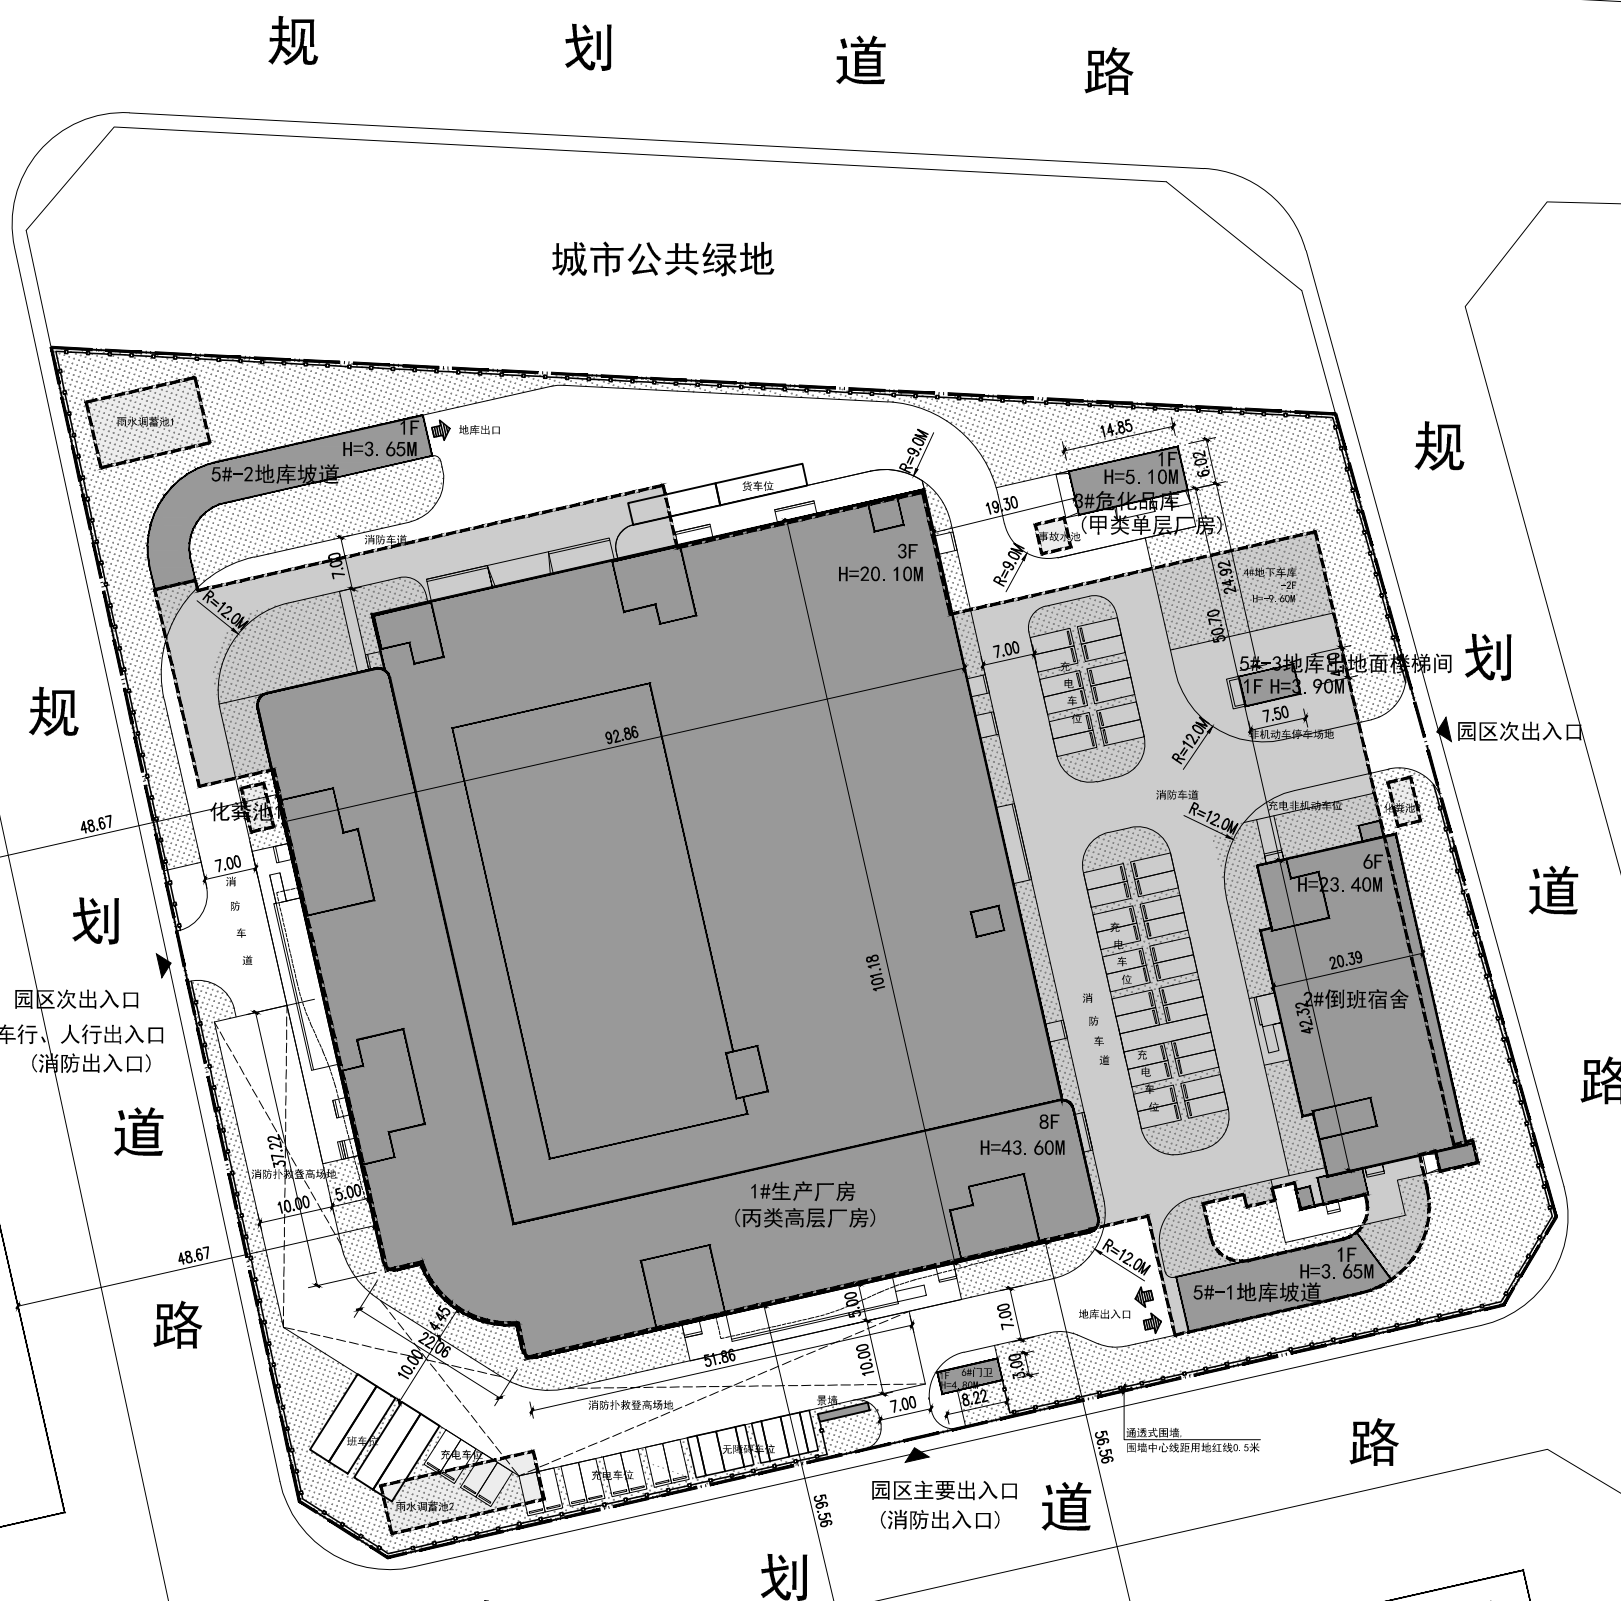 规 划 道 路
城市公共绿地
雨水调蓄池1
1F
H=3.65M
5#-2地库坡道
地库出口
货车位
R=9.0M
14.85
6.02
1F
H=5.10M
3#危化品库
(甲类单层厂房)
19.30
事故水池
R=9.0M
消防车道
7.00
R=12.0M
3F
H=20.10M
24.92
50.70
4#地下车库
-2F
H=-9.60M
7.00
充电车位
5#-3地库出地面楼梯间
1F H=3.90M
7.50
非机动车停车场地
R=12.0M
园区次出入口
规
划
道
路
92.86
化粪池
48.67
7.00
消防车道
消防车道
R=12.0M
充电非机动车位
化粪池
6F
H=23.40M
20.39
2#倒班宿舍
42.32
101.18
充电车位
消防车道
充电车位
规
划
道
路
园区次出入口
车行、人行出入口
(消防出入口)
37.22
消防扑救登高场地
10.00
5.00
48.67
8F
H=43.60M
1#生产厂房
(丙类高层厂房)
R=12.0M
1F
H=3.65M
5#-1地库坡道
地库出入口
4.45
22.06
10.00
5.00
7.00
51.86
10.00
5.00
1F
6#门卫
H=4.80M
8.22
7.00
景墙
消防扑救登高场地
班车位
充电车位
雨水调蓄池2
充电车位
无障碍车位
56.56
56.56
通透式围墙,
围墙中心线距用地红线0.5米
园区主要出入口
(消防出入口)
划
道
路